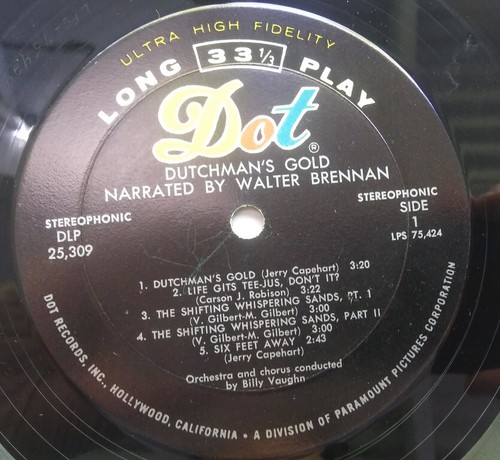 ULTRA HIGH FIDELITY
LONG 33 1/3 PLAY
Dot®
DUTCHMAN'S GOLD
NARRATED BY WALTER BRENNAN
STEREOPHONIC
DLP
25,309
STEREOPHONIC
SIDE
1
LPS 75,424
1. DUTCHMAN'S GOLD (Jerry Capehart) 3:20
2. LIFE GITS TEE-JUS, DON'T IT?
(Carson J. Robison) 3:22
3. THE SHIFTING WHISPERING SANDS, PT. 1
(V. Gilbert-M. Gilbert) 3:00
4. THE SHIFTING WHISPERING SANDS, PART II
(V. Gilbert-M. Gilbert) 3:00
5. SIX FEET AWAY 2:43
(Jerry Capehart)
Orchestra and chorus conducted
by Billy Vaughn
DOT RECORDS, INC., HOLLYWOOD, CALIFORNIA • A DIVISION OF PARAMOUNT PICTURES CORPORATION